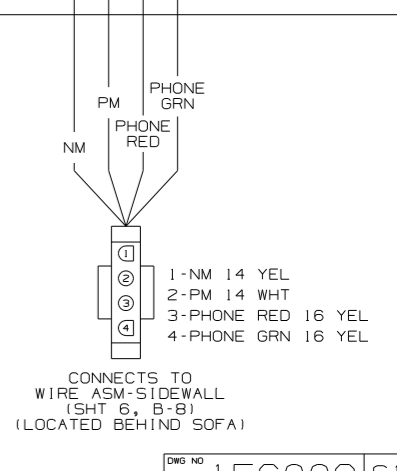 PHONE
GRN
PM
PHONE
RED
NM
1
2
3
4
1-NM 14 YEL
2-PM 14 WHT
3-PHONE RED 16 YEL
4-PHONE GRN 16 YEL
CONNECTS TO
WIRE ASM-SIDEWALL
(SHT 6, B-8)
(LOCATED BEHIND SOFA)
DWG NO